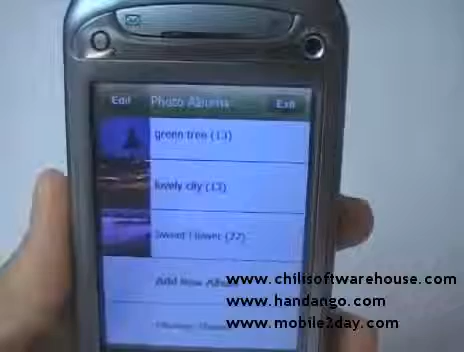 Edit Photo Albums Exit
green tree (13)
lovely city (13)
Sweet Flower (22)
Add New Album
www.chilisoftwarehouse.com
www.handango.com
www.mobile2day.com